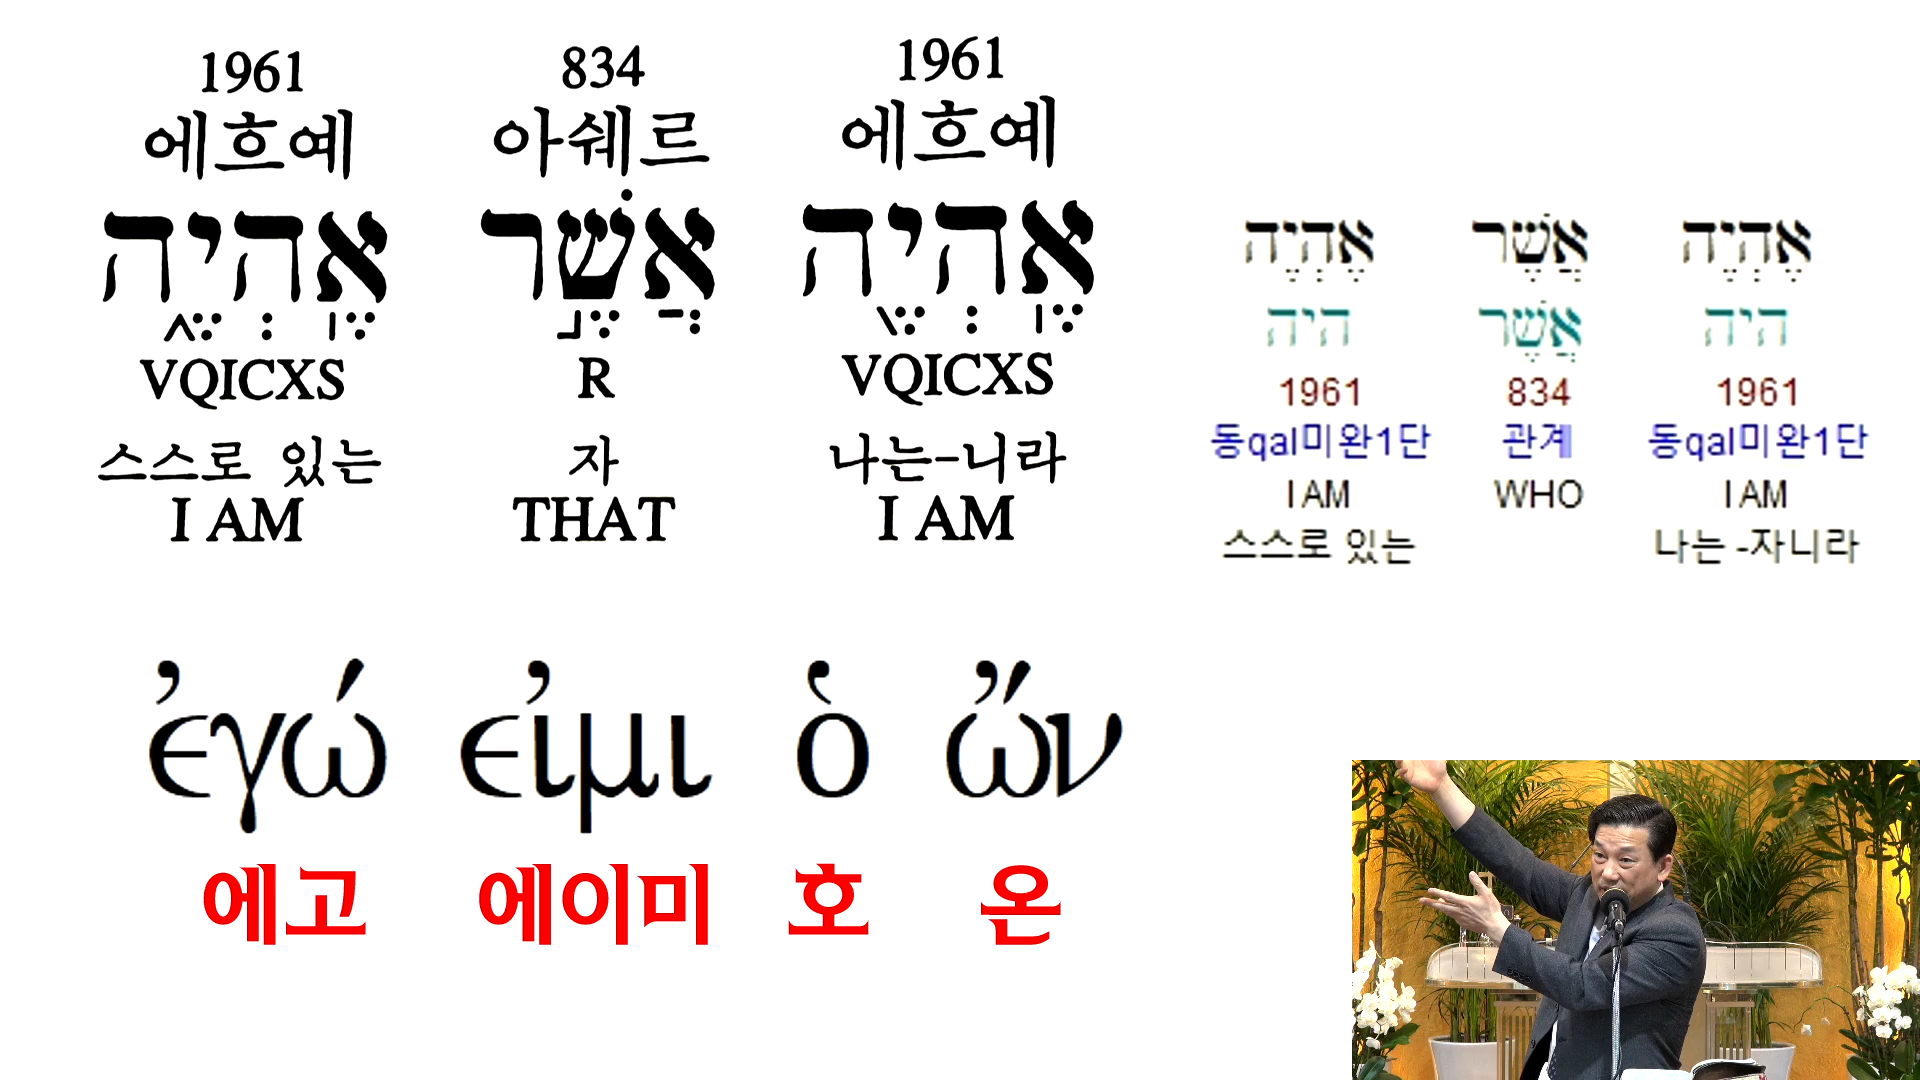 1961 834 1961
에흐예 아쉐르 에흐예
אֶֽהְיֶ֑ה אֲשֶׁ֣ר אֶֽהְיֶ֖ה
VQICXS R VQICXS
스스로 있는 자 나는-니라
I AM THAT I AM
אֶהְיֶה אֲשֶׁר אֶהְיֶה
היה אֲשֶׁר היה
1961 834 1961
동qal미완1단 관계 동qal미완1단
I AM WHO I AM
스스로 있는 나는 -자니라
ἐγώ εἰμι ὁ ὤν
에고 에이미 호 온